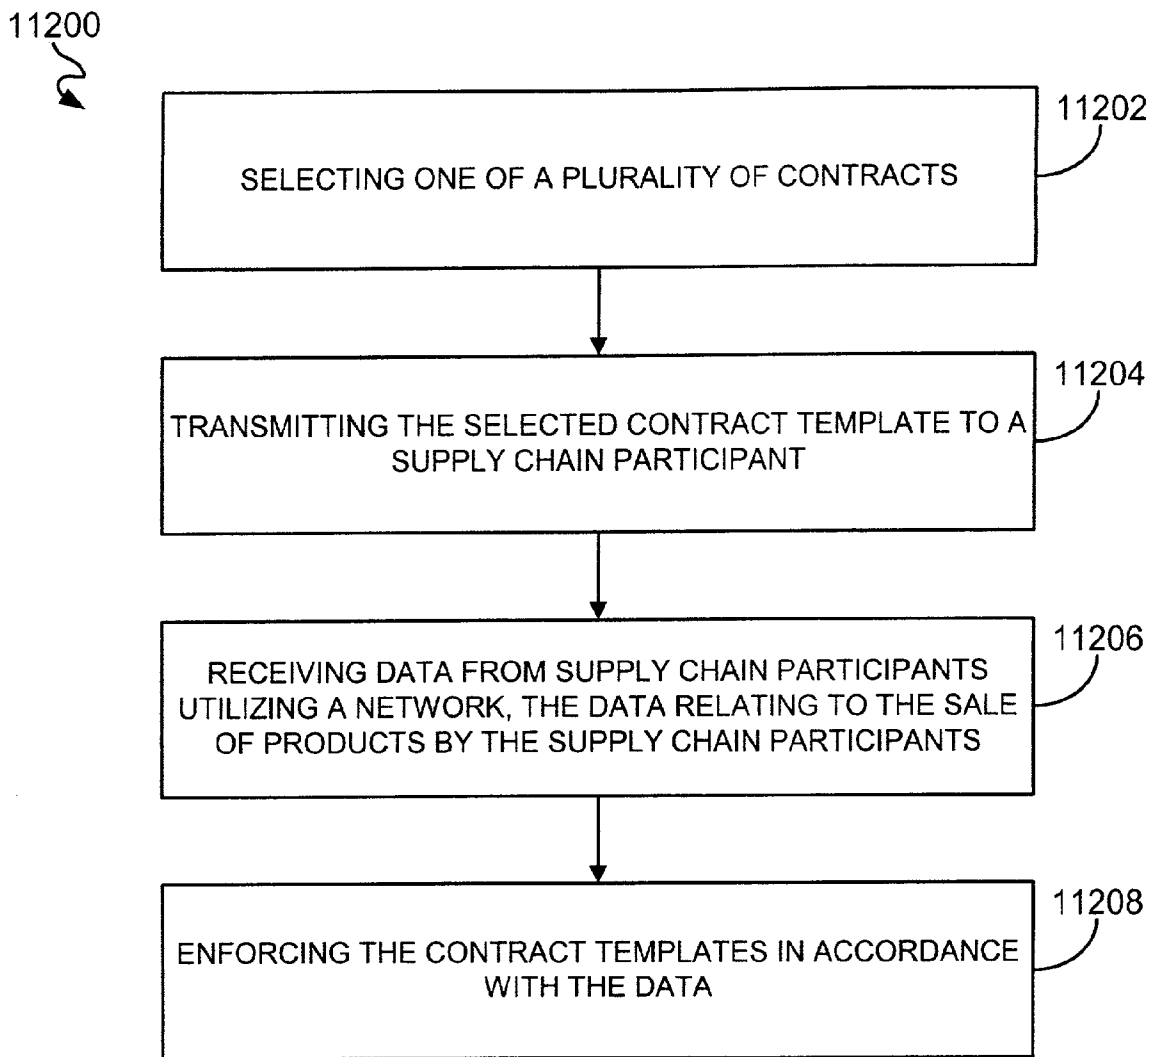 11200
11202
SELECTING ONE OF A PLURALITY OF CONTRACTS
11204
TRANSMITTING THE SELECTED CONTRACT TEMPLATE TO A
SUPPLY CHAIN PARTICIPANT
11206
RECEIVING DATA FROM SUPPLY CHAIN PARTICIPANTS
UTILIZING A NETWORK, THE DATA RELATING TO THE SALE
OF PRODUCTS BY THE SUPPLY CHAIN PARTICIPANTS
11208
ENFORCING THE CONTRACT TEMPLATES IN ACCORDANCE
WITH THE DATA